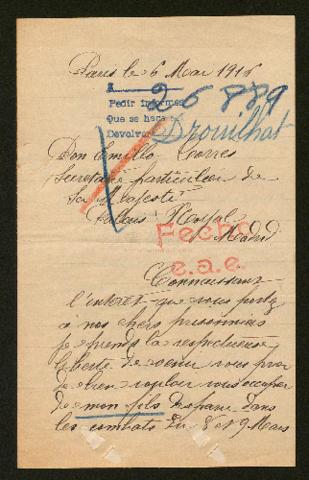 Paris le 6 Mai 1916
A
Pedir informes
Que se haga
Devolver
26889
Drouilhat
Don Emilio Torres
Secrétaire particulier de
Sa Majesté
Palais Royal
Madrid
Fecho
e.a.e.
Connaissant
l'intérêt que vous portez
à nos chers prisonniers
je prends la respectueuse
liberté de venir vous prier
de bien vouloir vous occuper
de mon fils disparu dans
les combats du 8 et 9 Mars